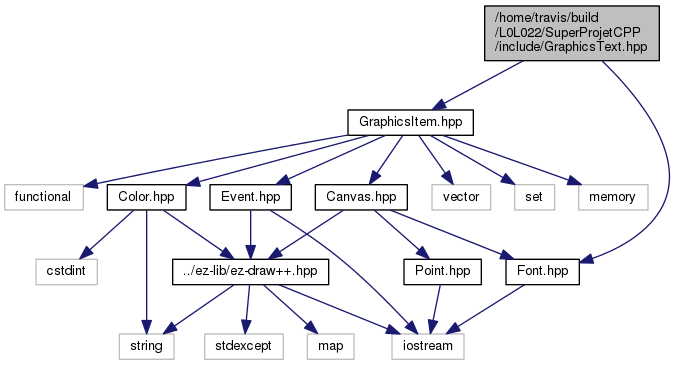 /home/travis/build
/L0L022/SuperProjetCPP
/include/GraphicsText.hpp
GraphicsItem.hpp
functional
Color.hpp
Event.hpp
Canvas.hpp
vector
set
memory
cstdint
../ez-lib/ez-draw++.hpp
Point.hpp
Font.hpp
string
stdexcept
map
iostream